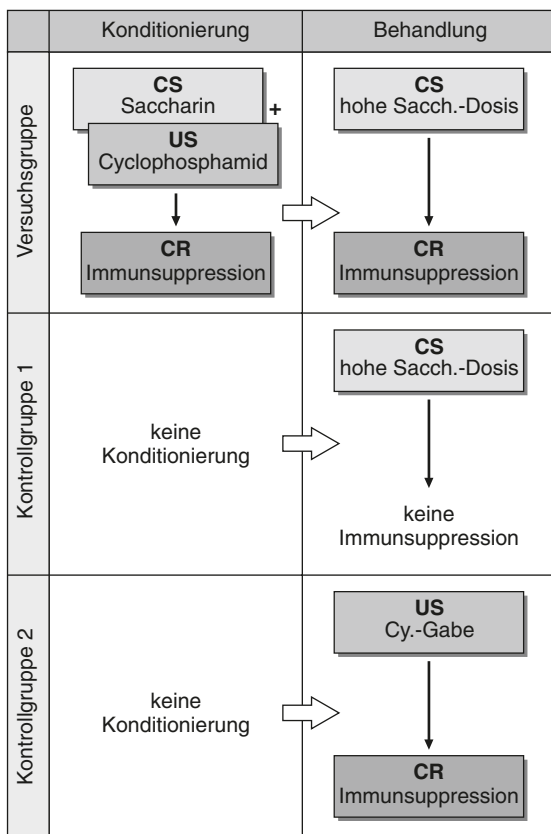 Konditionierung
Behandlung
Versuchsgruppe
CS
Saccharin
+
US
Cyclophosphamid
CR
Immunsuppression
CS
hohe Sacch.-Dosis
CR
Immunsuppression
Kontrollgruppe 1
keine
Konditionierung
CS
hohe Sacch.-Dosis
keine
Immunsuppression
Kontrollgruppe 2
keine
Konditionierung
US
Cy.-Gabe
CR
Immunsuppression